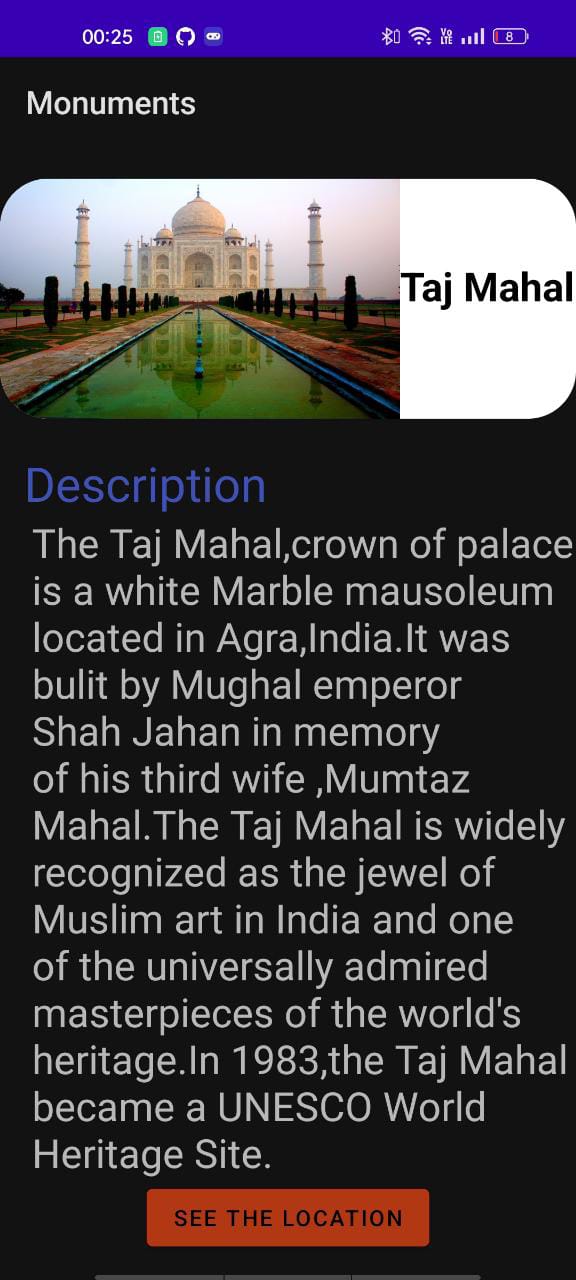 00:25
Vo LTE
8
Monuments
Taj Mahal
Description
The Taj Mahal,crown of palace
is a white Marble mausoleum
located in Agra,India.It was
bulit by Mughal emperor
Shah Jahan in memory
of his third wife ,Mumtaz
Mahal.The Taj Mahal is widely
recognized as the jewel of
Muslim art in India and one
of the universally admired
masterpieces of the world's
heritage.In 1983,the Taj Mahal
became a UNESCO World
Heritage Site.
SEE THE LOCATION